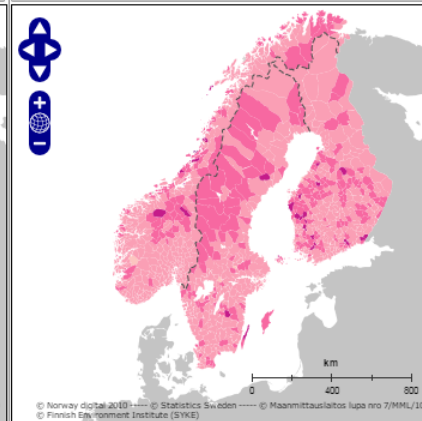 km
0 400 800
© Norway digital 2010 ----- © Statistics Sweden ----- © Maanmittauslaitos lupa nro 7/MML/10
© Finnish Environment Institute (SYKE)